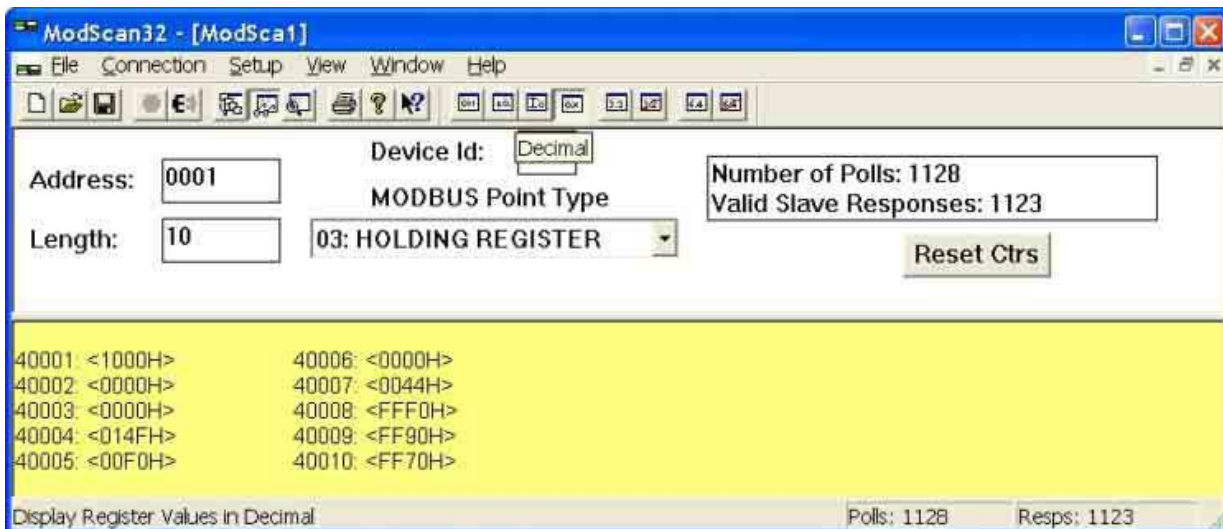 ModScan32 - [ModSca1]
File Connection Setup View Window Help
Device Id:
Decimal
Address: 0001
MODBUS Point Type
Length: 10
03: HOLDING REGISTER
Number of Polls: 1128
Valid Slave Responses: 1123
Reset Ctrs
40001: <1000H>
40002: <0000H>
40003: <0000H>
40004: <014FH>
40005: <00F0H>
40006: <0000H>
40007: <0044H>
40008: <FFF0H>
40009: <FF90H>
40010: <FF70H>
Display Register Values in Decimal
Polls: 1128
Resps: 1123